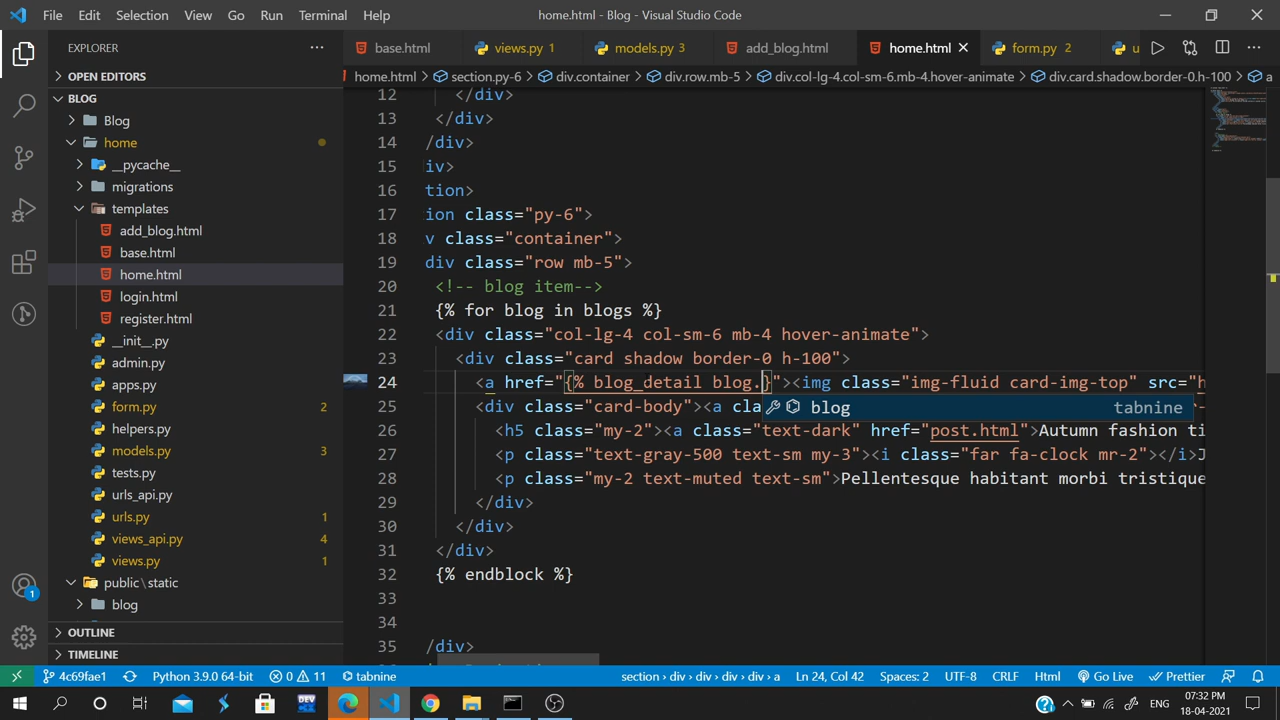 File Edit Selection View Go Run Terminal Help home.html - Blog - Visual Studio Code
EXPLORER
base.html views.py 1 models.py 3 add_blog.html home.html form.py 2 u
home.html > section.py-6 > div.container > div.row.mb-5 > div.col-lg-4.col-sm-6.mb-4.hover-animate > div.card.shadow.border-0.h-100 > a
OPEN EDITORS
BLOG
Blog
home
__pycache__
migrations
templates
add_blog.html
base.html
home.html
login.html
register.html
__init__.py
admin.py
apps.py
form.py 2
helpers.py
models.py 3
tests.py
urls_api.py
urls.py 1
views_api.py 4
views.py 1
public\static
blog
OUTLINE
TIMELINE
12 </div>
13 </div>
14 /div>
15 iv>
16 tion>
17 ion class="py-6">
18 v class="container">
19 div class="row mb-5">
20 <!-- blog item-->
21 {% for blog in blogs %}
22 <div class="col-lg-4 col-sm-6 mb-4 hover-animate">
23 <div class="card shadow border-0 h-100">
24 <a href="{% blog_detail blog.}"><img class="img-fluid card-img-top" src="h
25 <div class="card-body"><a cla
blog tabnine
26 <h5 class="my-2"><a class="text-dark" href="post.html">Autumn fashion ti
27 <p class="text-gray-500 text-sm my-3"><i class="far fa-clock mr-2"></i>J
28 <p class="my-2 text-muted text-sm">Pellentesque habitant morbi tristique
29 </div>
30 </div>
31 </div>
32 {% endblock %}
33
34
35 /div>
1
4c69fae1 Python 3.9.0 64-bit 0 11 tabnine section > div > div > div > div > a Ln 24, Col 42 Spaces: 2 UTF-8 CRLF Html Go Live Prettier
ENG
07:32 PM
18-04-2021